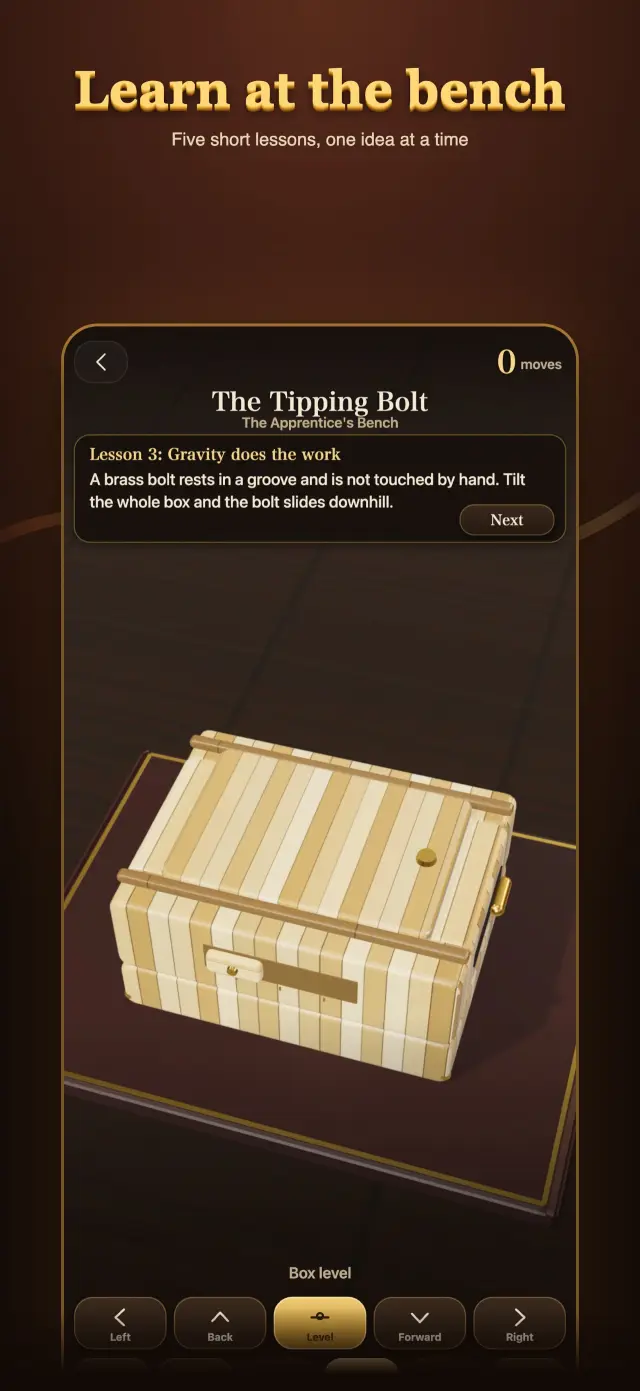 Learn at the bench
Five short lessons, one idea at a time
0 moves
The Tipping Bolt
The Apprentice's Bench
Lesson 3: Gravity does the work
A brass bolt rests in a groove and is not touched by hand. Tilt
the whole box and the bolt slides downhill.
Next
Box level
Left
Back
Level
Forward
Right